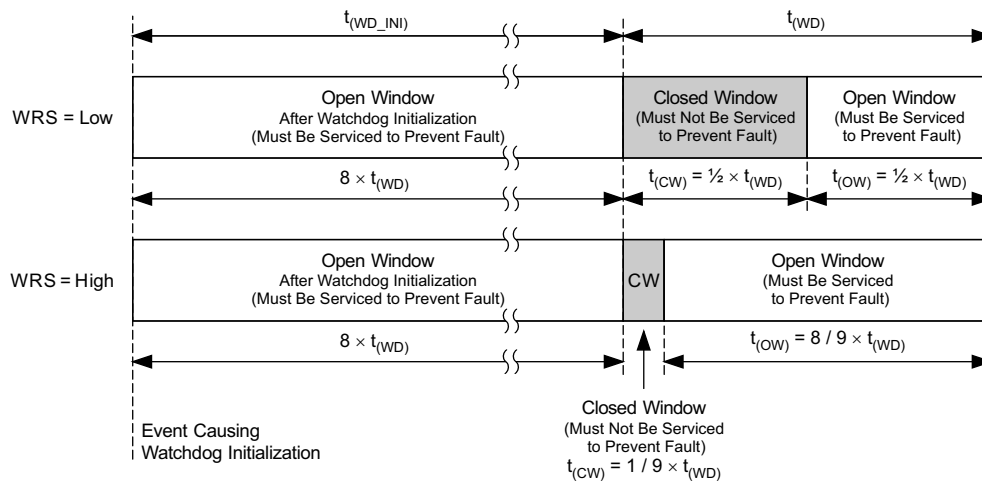 t(WD_INI)
t(WD)
WRS = Low
Open Window
After Watchdog Initialization
(Must Be Serviced to Prevent Fault)
Closed Window
(Must Not Be Serviced
to Prevent Fault)
Open Window
(Must Be Serviced
to Prevent Fault)
8 × t(WD)
t(CW) = ½ × t(WD)
t(OW) = ½ × t(WD)
WRS = High
Open Window
After Watchdog Initialization
(Must Be Serviced to Prevent Fault)
CW
Open Window
(Must Be Serviced
to Prevent Fault)
8 × t(WD)
t(OW) = 8 / 9 × t(WD)
Event Causing
Watchdog Initialization
Closed Window
(Must Not Be Serviced
to Prevent Fault)
t(CW) = 1 / 9 × t(WD)